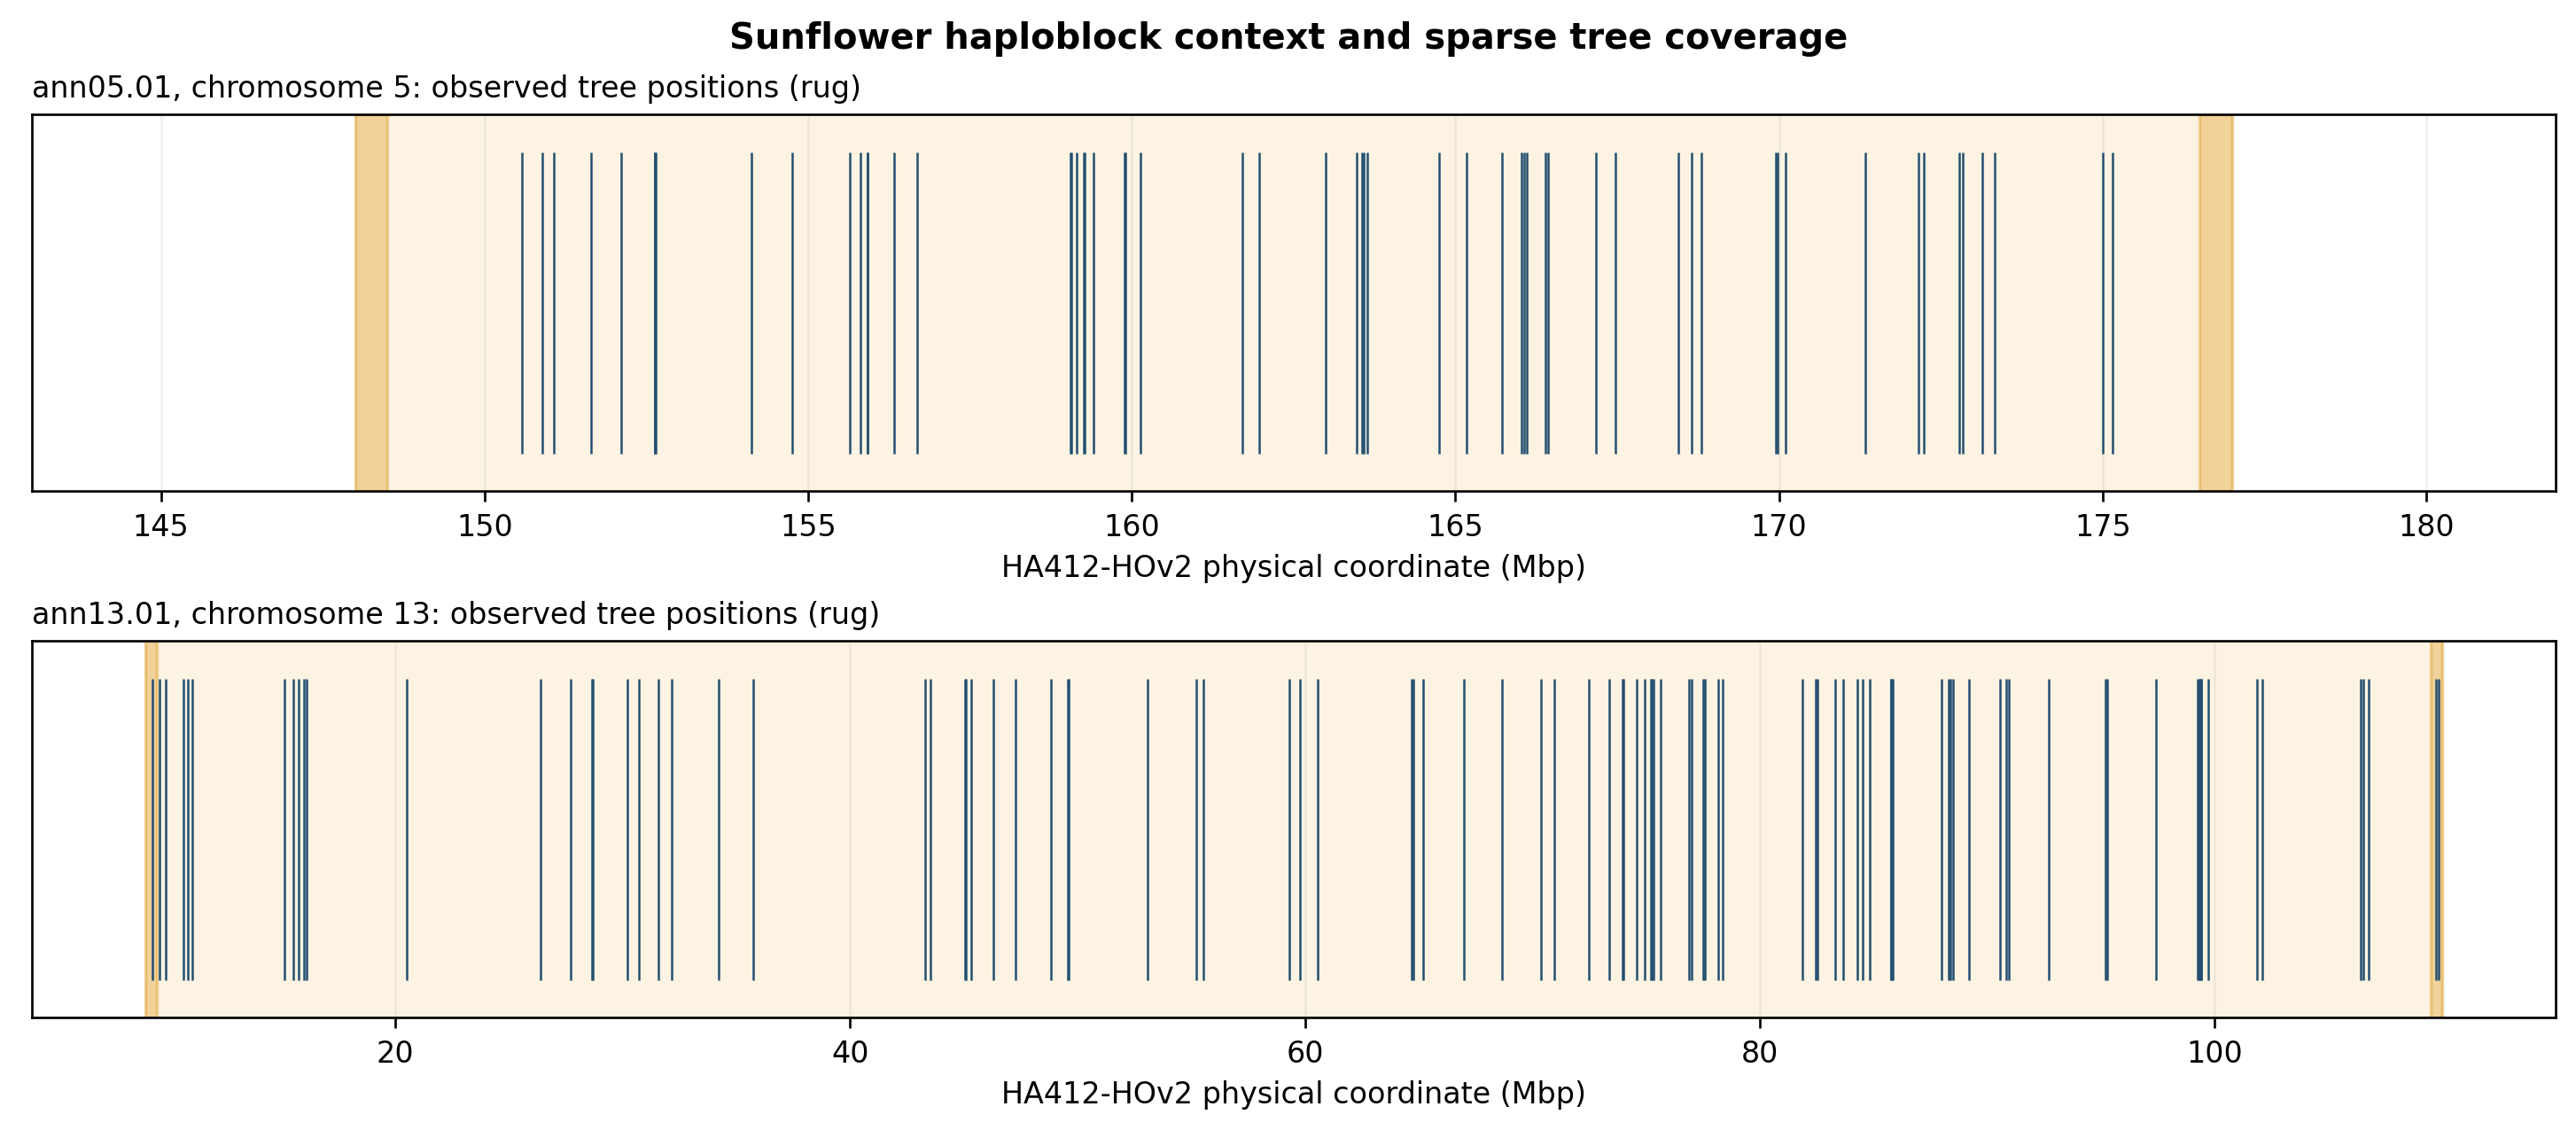 Sunflower haploblock context and sparse tree coverage
ann05.01, chromosome 5: observed tree positions (rug)
145 150 155 160 165 170 175 180
HA412-HOv2 physical coordinate (Mbp)
ann13.01, chromosome 13: observed tree positions (rug)
20 40 60 80 100
HA412-HOv2 physical coordinate (Mbp)